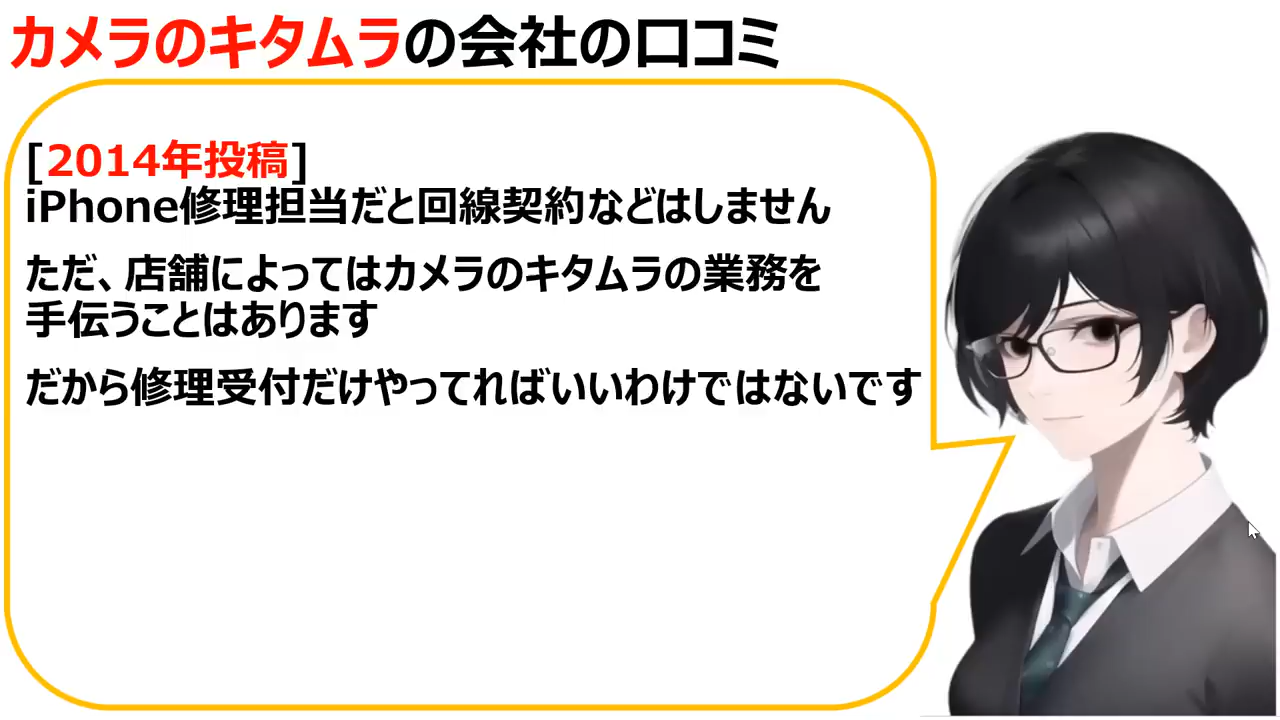 カメラのキタムラの会社の口コミ
[2014年投稿]
iPhone修理担当だと回線契約などはしません
ただ、店舗によってはカメラのキタムラの業務を
手伝うことはあります
だから修理受付だけやってればいいわけではないです